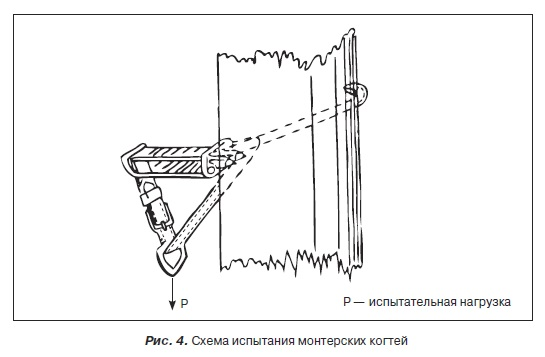 P
P — испытательная нагрузка
Рис. 4. Схема испытания монтерских когтей